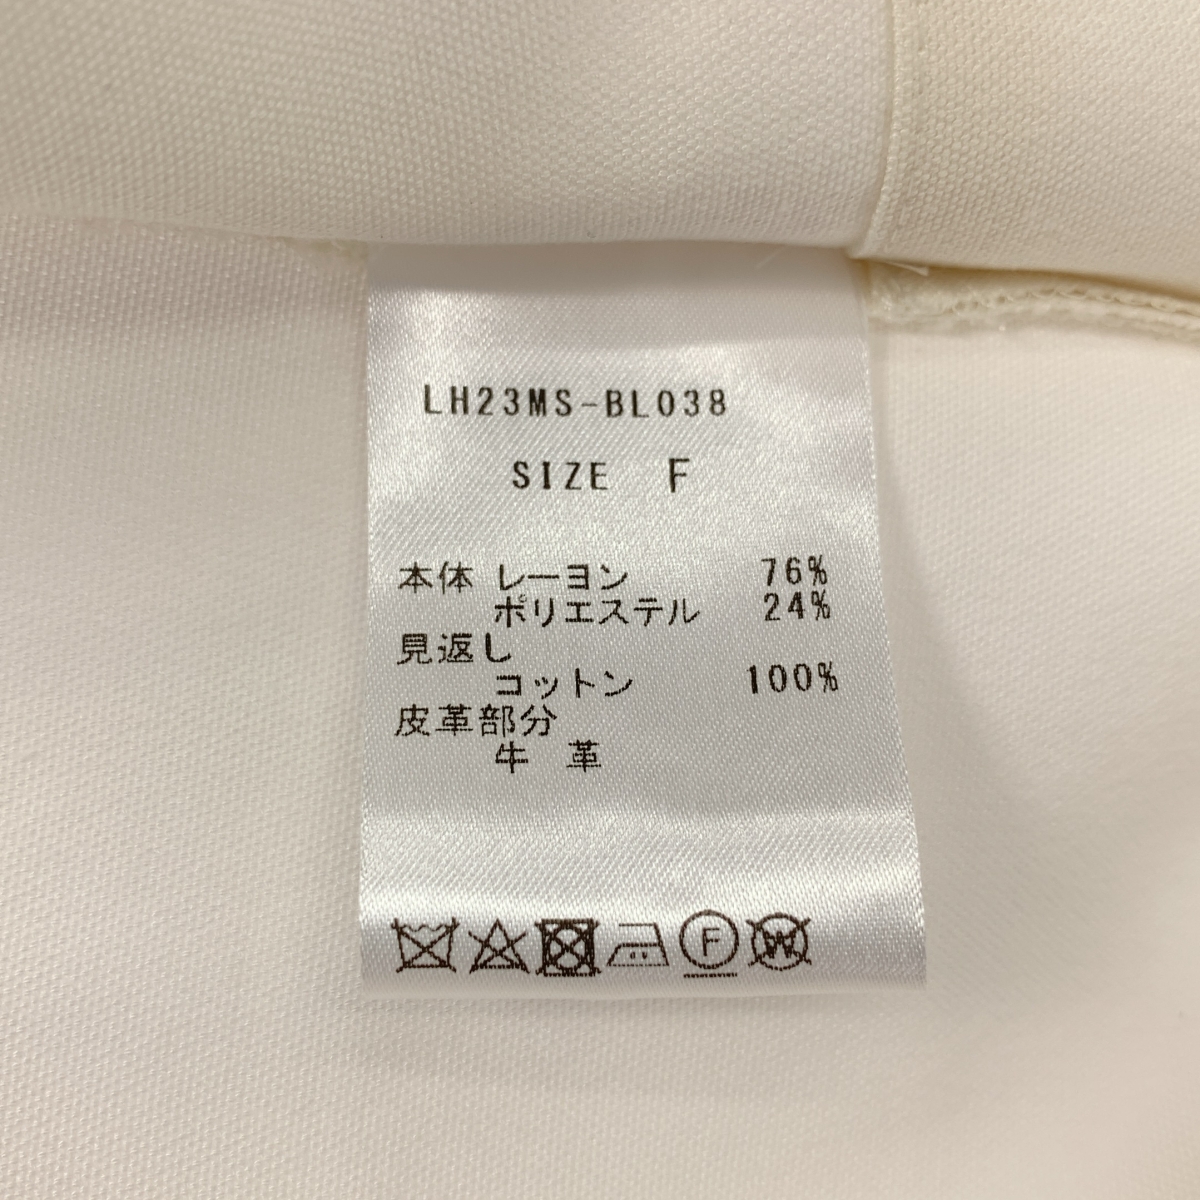 LH23MS-BL038
SIZE F
本体 レーヨン 76%
ポリエステル 24%
見返し
コットン 100%
皮革部分
牛 革
F W